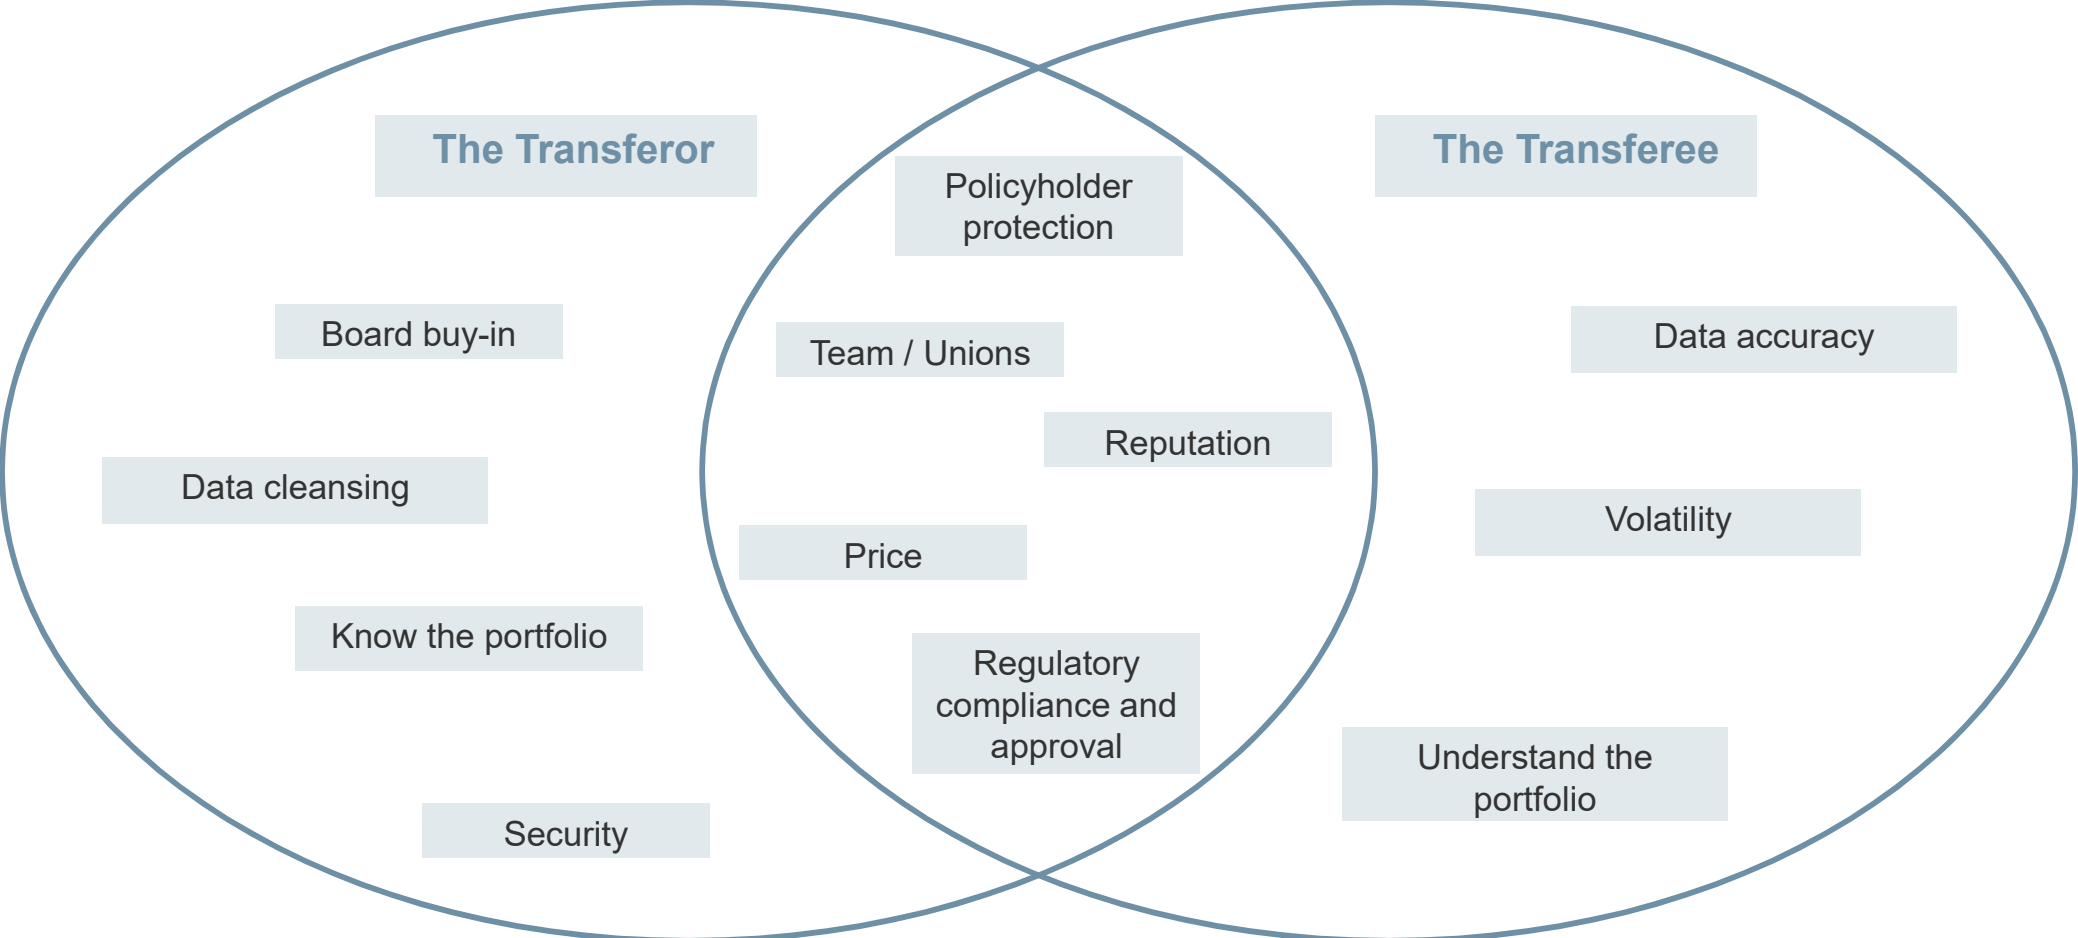 The Transferor
Board buy-in
Data cleansing
Know the portfolio
Security
Policyholder
protection
Team / Unions
Reputation
Price
Regulatory
compliance and
approval
The Transferee
Data accuracy
Volatility
Understand the
portfolio